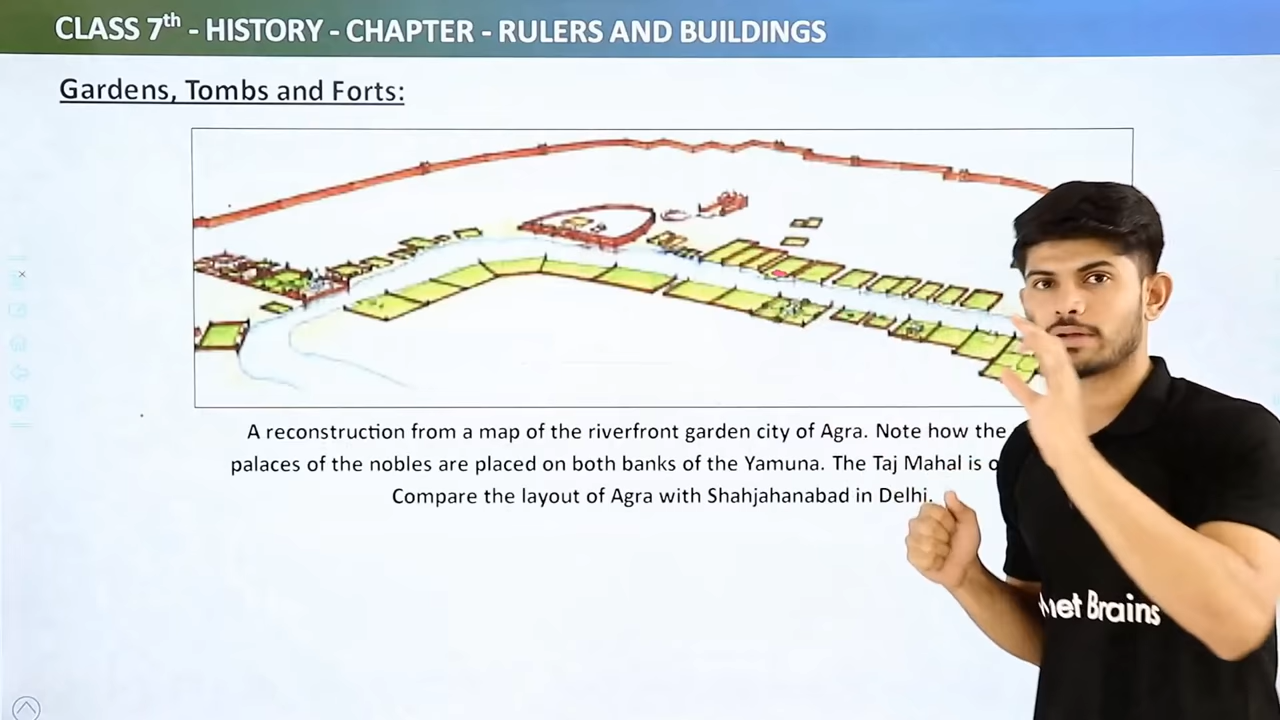 CLASS 7th - HISTORY - CHAPTER - RULERS AND BUILDINGS
Gardens, Tombs and Forts:
A reconstruction from a map of the riverfront garden city of Agra. Note how the
palaces of the nobles are placed on both banks of the Yamuna. The Taj Mahal is
Compare the layout of Agra with Shahjahanabad in Delhi.
Brains